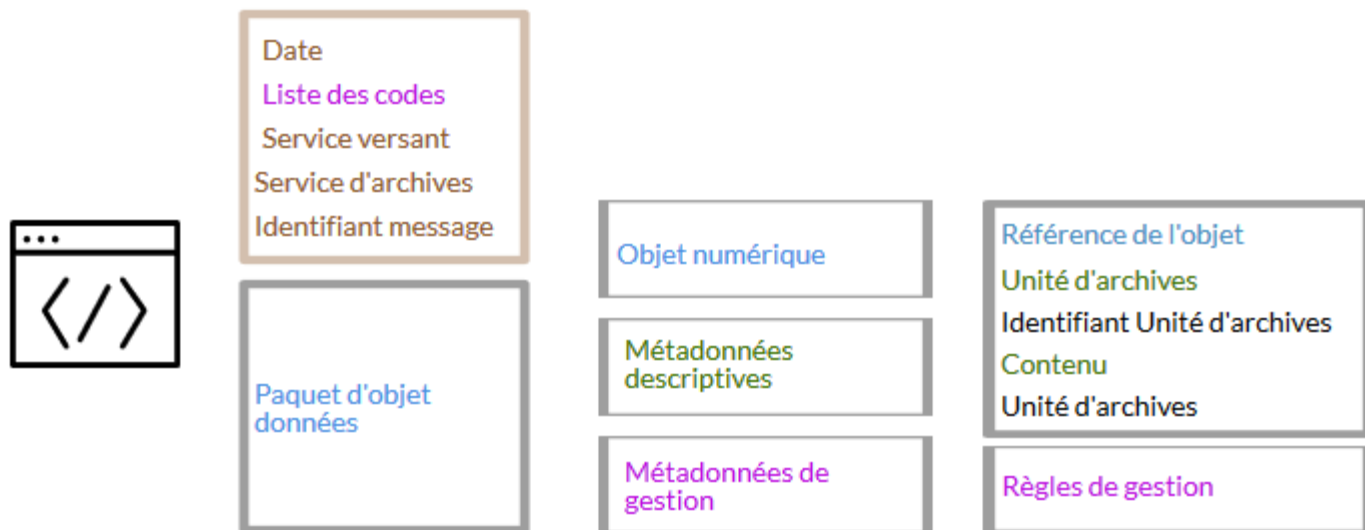 Date
Liste des codes
Service versant
Service d'archives
Identifiant message
Paquet d'objet
données
Objet numérique
Métadonnées
descriptives
Métadonnées de
gestion
Référence de l'objet
Unité d'archives
Identifiant Unité d'archives
Contenu
Unité d'archives
Règles de gestion